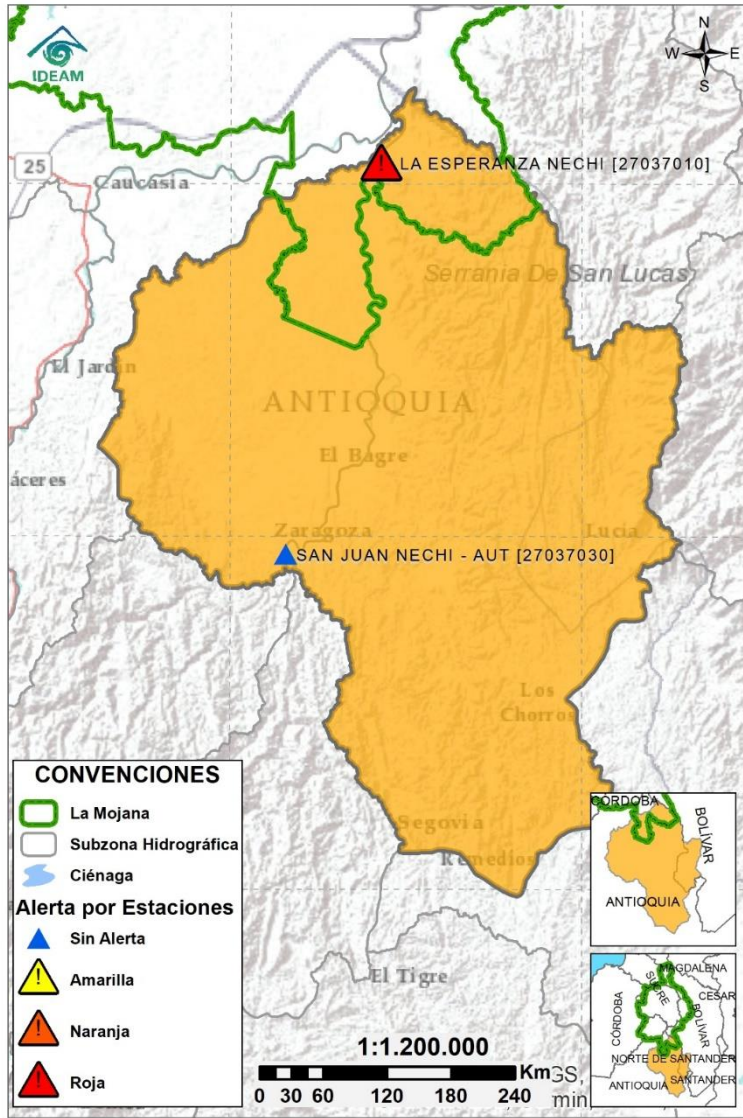 IDEAM
N
W E
S
25
Caucasia
LA ESPERANZA NECHI [27037010]
Serrania De San Lucas
El Jardin
ANTIOQUIA
El Bagre
áceres
Zaragoza
Lucia
SAN JUAN NECHI - AUT [27037030]
Los
Chorros
Segovia
Remedios
El Tigre
CONVENCIONES
La Mojana
Subzona Hidrográfica
Ciénaga
Alerta por Estaciones
Sin Alerta
Amarilla
Naranja
Roja
1:1.200.000
Km
GS,
0 30 60 120 180 240
min
CÓRDOBA
BOLÍVAR
ANTIOQUIA
MAGDALENA
SUCRE
CESAR
CÓRDOBA
BOLÍVAR
NORTE DE SANTANDER
SANTANDER
ANTIOQUIA